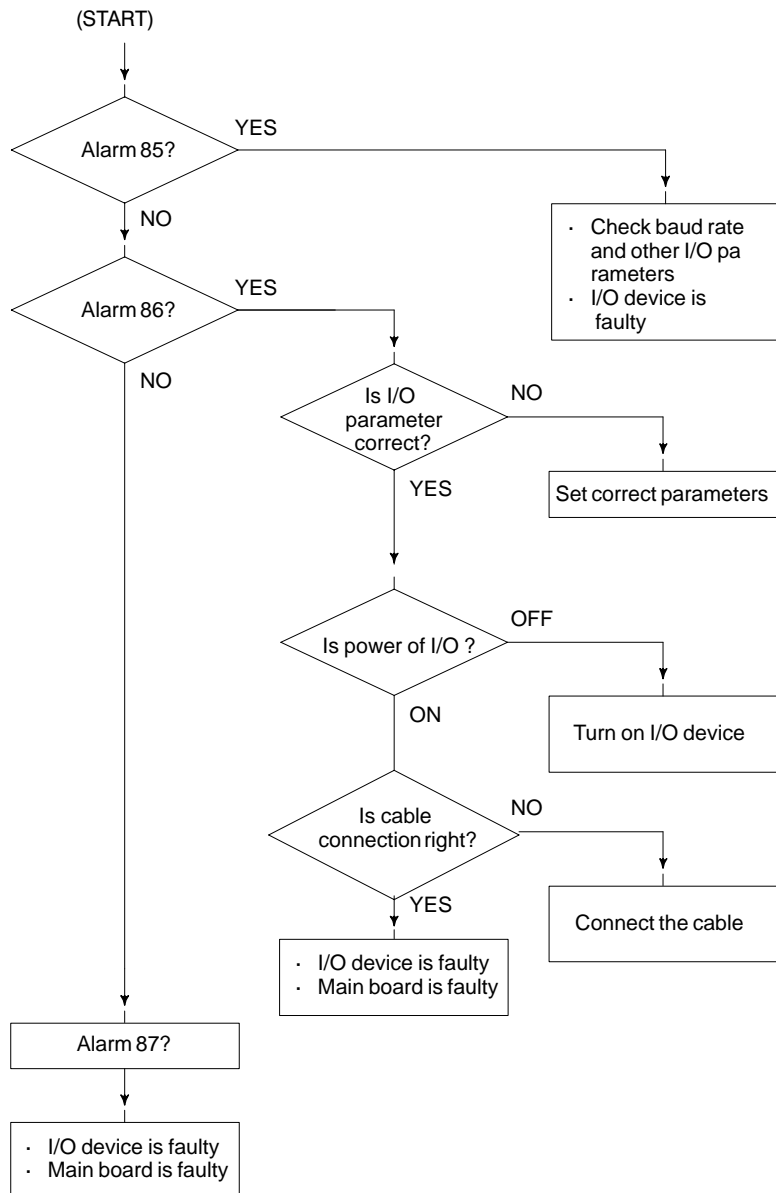 (START)
Alarm 85?
YES
NO
· Check baud rate
and other I/O pa
rameters
· I/O device is
faulty
Alarm 86?
YES
NO
Is I/O
parameter
correct?
NO
YES
Set correct parameters
Is power of I/O ?
OFF
ON
Turn on I/O device
Is cable
connection right?
NO
YES
Connect the cable
· I/O device is faulty
· Main board is faulty
Alarm 87?
· I/O device is faulty
· Main board is faulty